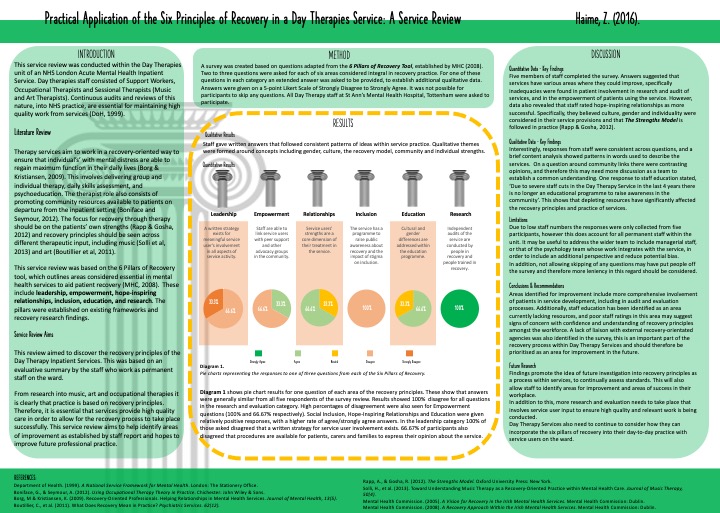 Practical Application of the Six Principles of Recovery in a Day Therapies Service: A Service Review
Haime, Z. (2016).
INTRODUCTION
This service review was conducted within the Day Therapies
unit of an NHS London Adult Mental Health Inpatient
Service. Day therapies staff consisted of Support Workers,
Occupational Therapists and Sessional Therapists (Music
and Art Therapists). Continuous audits and reviews of this
nature, into NHS practice, are essential for maintaining high
quality work from services (DoH, 1999).
Literature Review
Therapy services aim to work in a recovery-oriented way to
ensure that individuals' with mental distress are able to
regain maximum function in their daily lives (Borg &
Kristiansen, 2009). This involves delivering group and
individual therapy, daily skills assessment, and
psychoeducation. The therapist role also consists of
promoting community resources available to patients on
departure from the inpatient setting (Boniface and
Seymour, 2012). The focus of recovery through therapy
should be on the patients' own strengths (Rapp & Gosha,
2012) and recovery principles should be seen across
different therapeutic input, including music (Solli et al,
2013) and art (Boutillier et al, 2011).
This service review was based on the 6 Pillars of Recovery
tool, which outlines areas considered essential in mental
health services to aid patient recovery (MHC, 2008). These
include leadership, empowerment, hope-inspiring
relationships, inclusion, education, and research. The
pillars were established on existing frameworks and
recovery research findings.
Service Review Aims
This review aimed to discover the recovery principles of the
Day Therapy Inpatient Services. This was based on an
evaluative summary by the staff who work as permanent
staff on the ward.
From research into music, art and occupational therapies it
is clearly that practice is based on recovery principles.
Therefore, it is essential that services provide high quality
care in order to allow for the recovery process to take place
successfully. This service review aims to help identify areas
of improvement as established by staff report and hopes to
improve future professional practice.
METHOD
A survey was created based on questions adapted from the 6 Pillars of Recovery Tool, established by MHC (2008).
Two to three questions were asked for each of six areas considered integral in recovery practice. For one of these
questions in each category an extended answer was asked to be provided, to establish additional qualitative data.
Answers were given on a 5-point Likert Scale of Strongly Disagree to Strongly Agree. It was not possible for
participants to skip any questions. All Day Therapy staff at St Ann's Mental Health Hospital, Tottenham were asked to
participate.
RESULTS
Qualitative Results
Staff gave written answers that followed consistent patterns of ideas within service practice. Qualitative themes
were formed around concepts including gender, culture, the recovery model, community and individual strengths.
Quantitative Results
Leadership Empowerment Relationships Inclusion Education Research
A written strategy exists for meaningful service user's involvement in all aspects of service activity.
Staff are able to link service users with peer support and other advocacy groups in the community.
Service users' strengths are a core dimension of their treatment in the service.
The service has a programme to raise public awareness about recovery and the impact of stigma on inclusion.
Cultural and gender differences are addressed within the education programme.
Independent audits of the service are conducted by people in recovery and people trained in recovery.
33.3% 66.6% 33.3% 66.6% 33.3% 66.6% 100% 33.3% 66.6% 100%
Strongly Agree Agree Neutral Disagree Strongly Disagree
Diagram 1.
Pie charts representing the responses to one of three questions from each of the Six Pillars of Recovery.
Diagram 1 shows pie chart results for one question of each area of the recovery principles. These show that answers
were generally similar from all five respondents of the survey. Results showed 100% disagree for all questions
in the research and evaluation category. High percentages of disagreement were also seen for Empowerment
questions (100% and 66.67% respectively). Social Inclusion, Hope-Inspiring Relationships and Education were given
relatively positive responses, with a higher rate of agree/strongly agree answers. In the leadership category 100% of
those asked disagreed that a written strategy for service user involvement exists. 66.6% of participants also
disagreed that procedures are available for patients, carers and families to express their opinion about the service.
DISCUSSION
Quantitative Data - Key Findings
Five members of staff completed the survey. Answers suggested that
services have various areas where they could improve, specifically
inadequacies were found in patient involvement in research and audit of
services, and in the empowerment of patients using the service. However,
data also revealed that staff rated hope-inspiring relationships as more
successful. Specifically, they believed culture, gender and individuality were
considered in their service provisions and that The Strengths Model is
followed in practice (Rapp & Gosha, 2012).
Qualitative Data - Key Findings
Interestingly, responses from staff were consistent across questions, and a
brief content analysis showed patterns in words used to describe the
services. On a question around community links there were contrasting
opinions, and therefore this may need more discussion as a team to
establish a common understanding. One response to staff education stated,
'Due to severe staff cuts in the Day Therapy Service in the last 4 years there
is no longer an educational programme to raise awareness in the
community'. This shows that depleting resources have significantly affected
the recovery principles and practice of services.
Limitations
Due to low staff numbers the responses were only collected from five
participants, however this does account for all permanent staff within the
unit. It may be useful to address the wider team to include managerial staff,
or that of the psychology team whose work integrates with the service, in
order to include an additional perspective and reduce potential bias.
In addition, not allowing skipping of any questions may have put people off
the survey and therefore more leniency in this regard should be considered.
Conclusions & Recommendations
Areas identified for important improvement include more comprehensive involvement
of patients in service development, including in audit and evaluation
processes. Additionally, staff education has been identified as an area
currently lacking resources, and poor staff ratings in this area may suggest
signs of concern with confidence and understanding of recovery principles
amongst the workforce. A lack of liaison with external recovery-orientated
agencies was also identified in the survey, this is an important part of the
recovery process within Day Therapy Services and should therefore be
prioritised as an area for improvement in the future.
Future Research
Findings promote the idea of future investigation into recovery principles as
a process within services, to continually assess standards. This will also
allow staff to identify areas for improvement and areas of success in their
workplace.
In addition to this, more research and evaluation needs to take place that
involves service user input to ensure high quality and relevant work is being
conducted.
Day Therapy Services also need to continue to consider how they can
incorporate the six pillars of recovery into their day-to-day practice with
service users on the ward.
REFERENCES
Department of Health. (1999). A National Service Framework for Mental Health. London: The Stationery Office.
Boniface, G., & Seymour, A. (2012). Using Occupational Therapy Theory in Practice. Chichester: John Wiley & Sons.
Borg, M & Kristiansen, K. (2009). Recovery-Oriented Professionals: Helping Relationships in Mental Health Services. Journal of Mental Health, 13(5).
Boutillier, C., et al. (2011). What Does Recovery Mean in Practice? Psychiatric Services. 62(12).
Rapp, A., & Gosha, R. (2012). The Strengths Model. Oxford University Press: New York.
Solli, H., et al. (2013). Toward Understanding Music Therapy as a Recovery-Oriented Practice within Mental Health Care. Journal of Music Therapy,
Mental Health Commission. (2005). A Vision for Recovery in the Irish Mental Health Services. Mental Health Commission: Dublin.
Mental Health Commission. (2008). A Recovery Approach Within the Irish Mental Health Services. Mental Health Commission: Dublin.